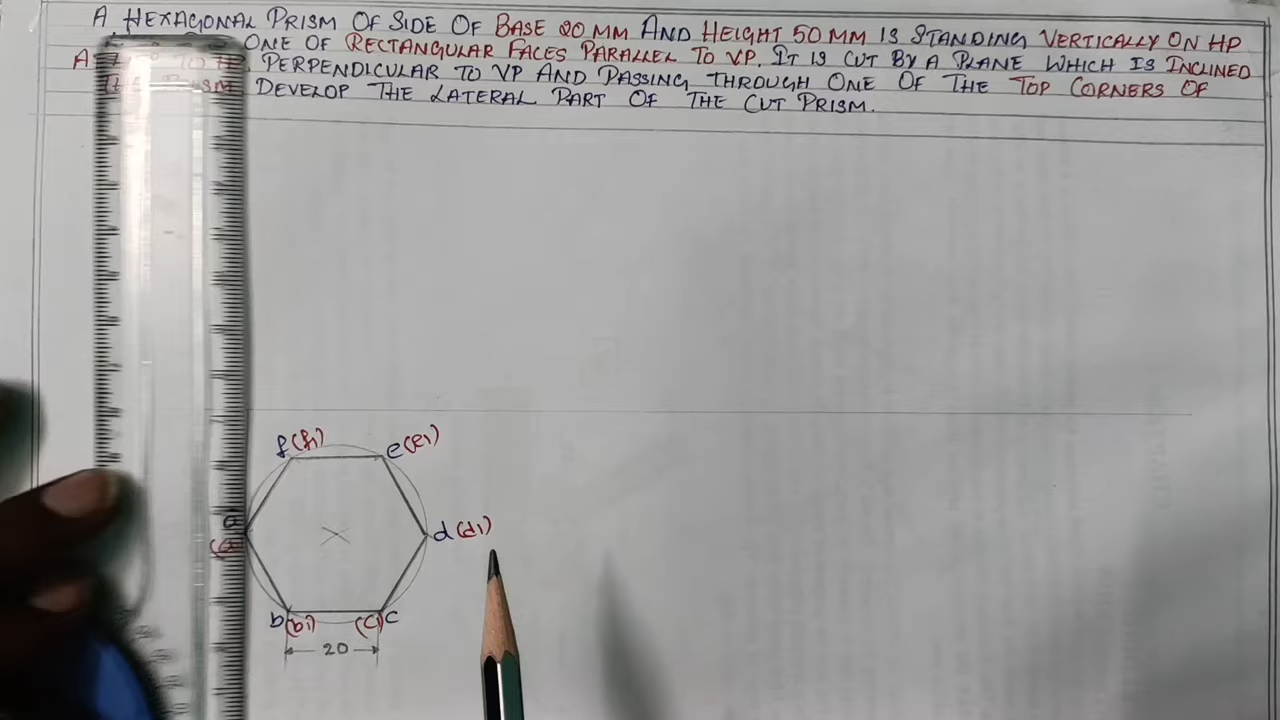 A HEXAGONAL PRISM OF SIDE OF BASE 20 MM AND HEIGHT 50 MM IS STANDING VERTICALLY ON HP
ONE OF RECTANGULAR FACES PARALLEL TO VP. IT IS CUT BY A PLANE WHICH IS INCLINED
PERPENDICULAR TO VP AND PASSING THROUGH ONE OF THE TOP CORNERS OF
DEVELOP THE LATERAL PART OF THE CUT PRISM.
f(f1) e(e1)
a d(d1)
b(b1) (c1)c
20